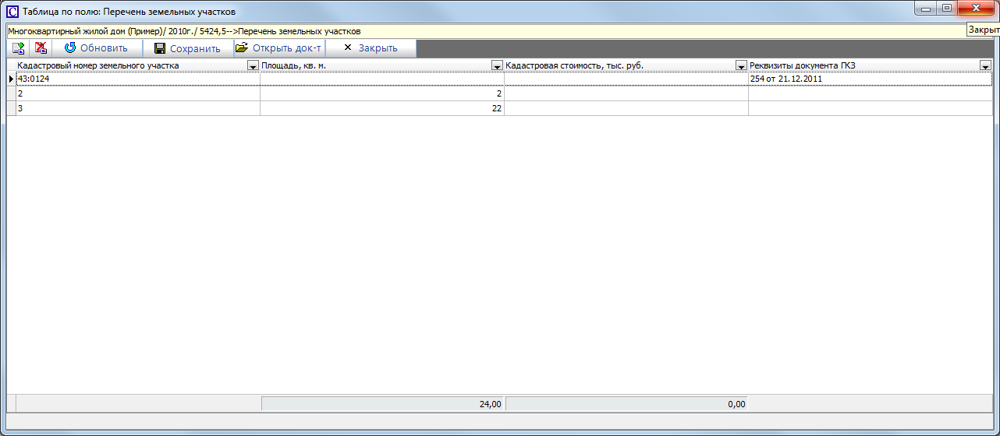 C Таблица по полю: Перечень земельных участков
Многоквартирный жилой дом (Пример)/ 2010г./ 5424,5-->Перечень земельных участков
Закрыт
Обновить Сохранить Открыть док-т Закрыть
Кадастровый номер земельного участка Площадь, кв. м. Кадастровая стоимость, тыс. руб. Реквизиты документа ГКЗ
43:0124 254 от 21.12.2011
2 2
3 22
24,00 0,00